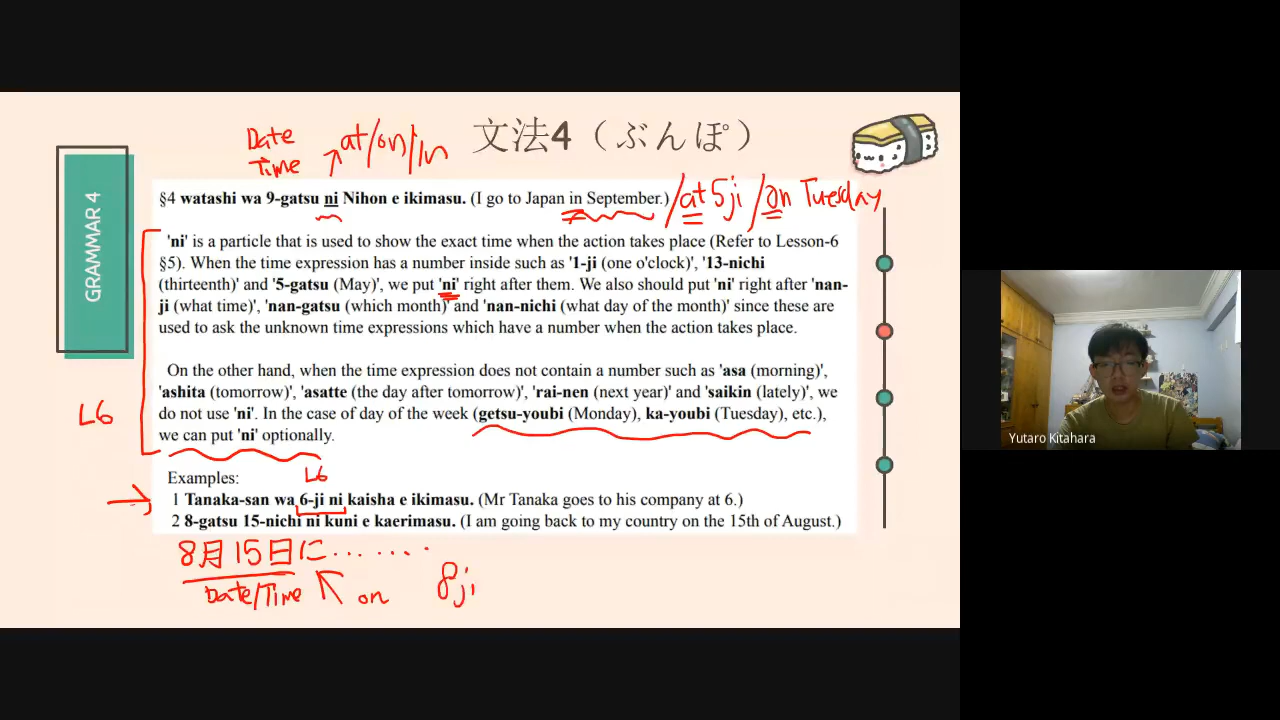 Date
Time
at/on/In
文法4（ぶんぽ）
GRAMMAR 4
§4 watashi wa 9-gatsu ni Nihon e ikimasu. (I go to Japan in September.)
/at 5ji /on Tuesday
'ni' is a particle that is used to show the exact time when the action takes place (Refer to Lesson-6
§5). When the time expression has a number inside such as '1-ji (one o'clock)', '13-nichi
(thirteenth)' and '5-gatsu (May)', we put 'ni' right after them. We also should put 'ni' right after 'nan-
ji (what time)', 'nan-gatsu (which month)' and 'nan-nichi (what day of the month)' since these are
used to ask the unknown time expressions which have a number when the action takes place.
On the other hand, when the time expression does not contain a number such as 'asa (morning)',
'ashita (tomorrow)', 'asatte (the day after tomorrow)', 'rai-nen (next year)' and 'saikin (lately)', we
do not use 'ni'. In the case of day of the week (getsu-youbi (Monday), ka-youbi (Tuesday), etc.),
we can put 'ni' optionally.
L6
Examples:
L6
1 Tanaka-san wa 6-ji ni kaisha e ikimasu. (Mr Tanaka goes to his company at 6.)
2 8-gatsu 15-nichi ni kuni e kaerimasu. (I am going back to my country on the 15th of August.)
8月15日に.......
Date/Time
on
8ji
Yutaro Kitahara